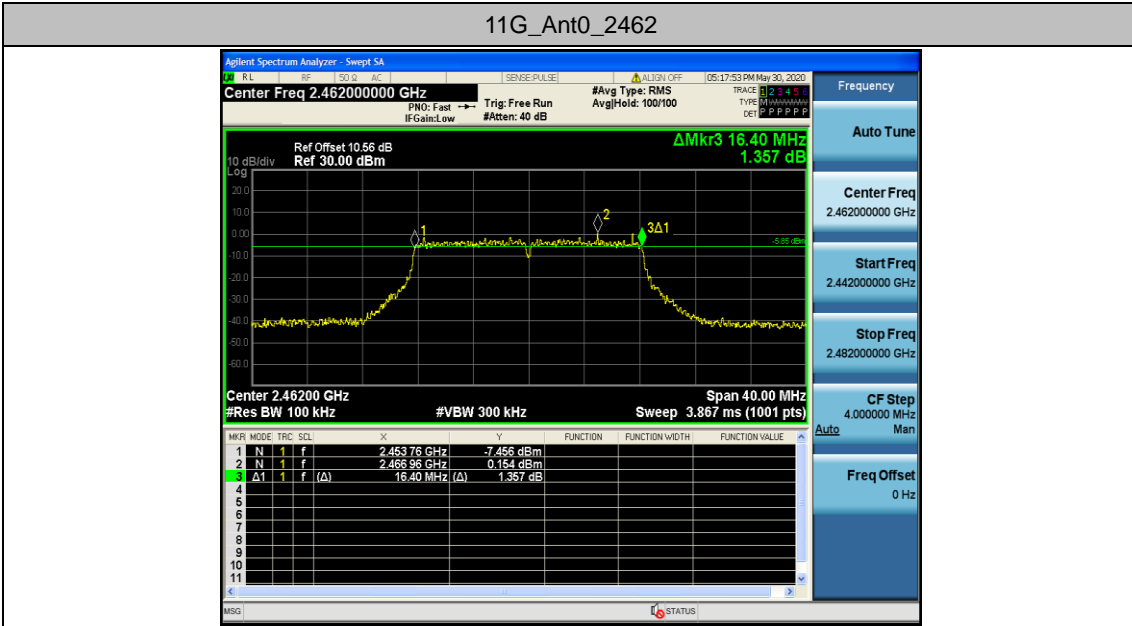 11G_Ant0_2462
Agilent Spectrum Analyzer - Swept SA
LXI RL RF 50 Ω AC SENSE:PULSE ALIGN OFF 05:17:53 PM May 30, 2020
Center Freq 2.462000000 GHz
PNO: Fast
IFGain:Low
Trig: Free Run
#Atten: 40 dB
#Avg Type: RMS
Avg|Hold: 100/100
TRACE 1 2 3 4 5 6
TYPE M WWWWW
DET P P P P P P
ΔMkr3 16.40 MHz
1.357 dB
Ref Offset 10.56 dB
10 dB/div Ref 30.00 dBm
Log
20.0
10.0
0.00
-10.0
-20.0
-30.0
-40.0
-50.0
-60.0
1
2
3Δ1
-5.85 dBm
Center 2.46200 GHz Span 40.00 MHz
#Res BW 100 kHz #VBW 300 kHz Sweep 3.867 ms (1001 pts)
MKR MODE TRC SCL X Y FUNCTION FUNCTION WIDTH FUNCTION VALUE
1 N 1 f 2.453 76 GHz -7.456 dBm
2 N 1 f 2.466 96 GHz 0.154 dBm
3 Δ1 1 f (Δ) 16.40 MHz (Δ) 1.357 dB
4
5
6
7
8
9
10
11
MSG STATUS
Frequency
Auto Tune
Center Freq
2.462000000 GHz
Start Freq
2.442000000 GHz
Stop Freq
2.482000000 GHz
CF Step
4.000000 MHz
Auto Man
Freq Offset
0 Hz